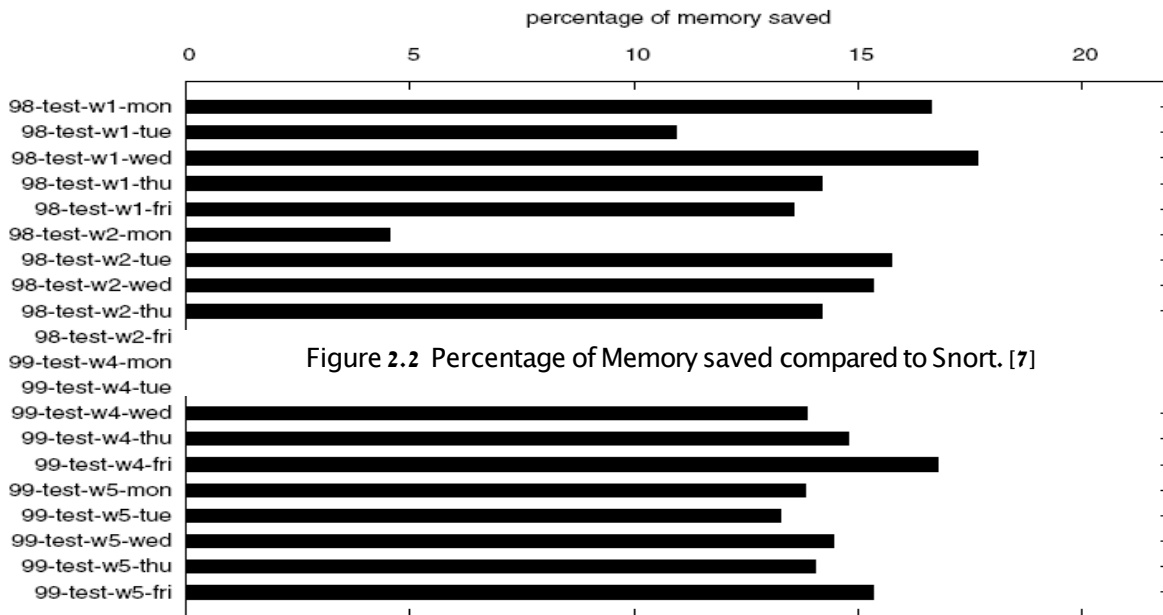 percentage of memory saved
0 5 10 15 20
98-test-w1-mon
98-test-w1-tue
98-test-w1-wed
98-test-w1-thu
98-test-w1-fri
98-test-w2-mon
98-test-w2-tue
98-test-w2-wed
98-test-w2-thu
98-test-w2-fri
99-test-w4-mon
Figure 2.2 Percentage of Memory saved compared to Snort. [7]
99-test-w4-tue
99-test-w4-wed
99-test-w4-thu
99-test-w4-fri
99-test-w5-mon
99-test-w5-tue
99-test-w5-wed
99-test-w5-thu
99-test-w5-fri